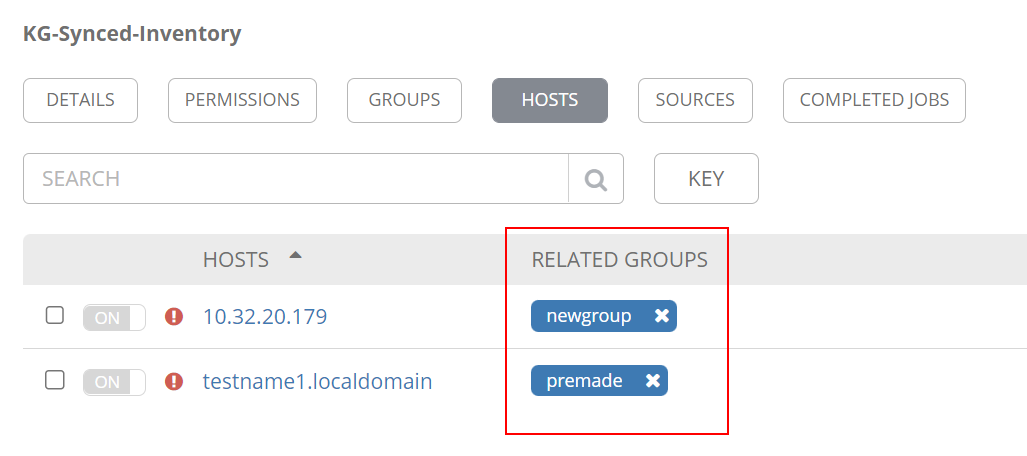 KG-Synced-Inventory
DETAILS PERMISSIONS GROUPS HOSTS SOURCES COMPLETED JOBS
SEARCH KEY
HOSTS RELATED GROUPS
ON 10.32.20.179 newgroup
ON testname1.localdomain premade